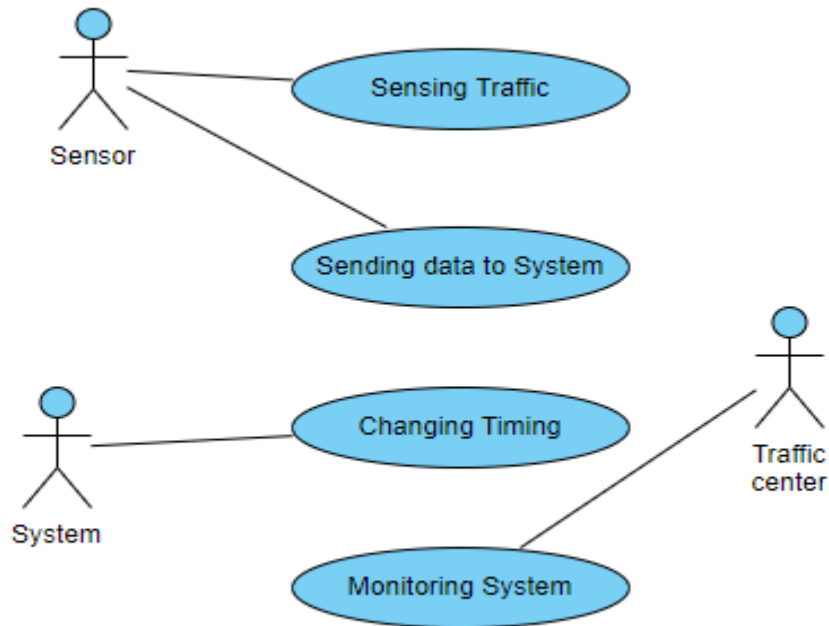 Sensing Traffic
Sensor
Sending data to System
Changing Timing
Traffic
center
System
Monitoring System